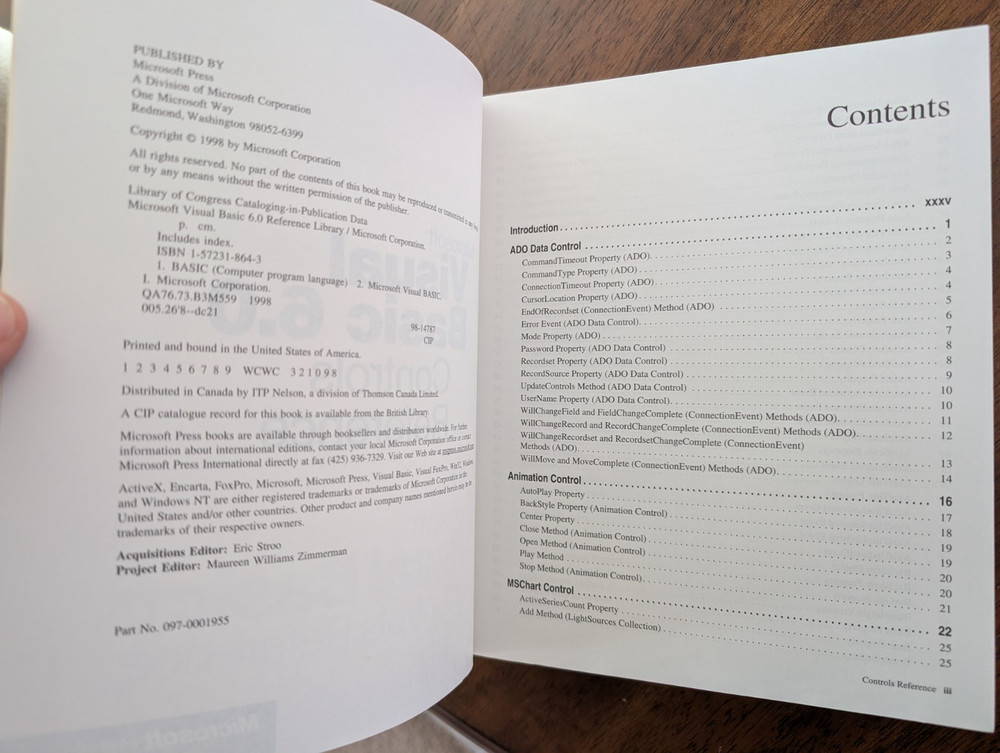 PUBLISHED BY
Microsoft Press
A Division of Microsoft Corporation
One Microsoft Way
Redmond, Washington 98052-6399
Copyright © 1998 by Microsoft Corporation
All rights reserved. No part of the contents of this book may be reproduced or transmitted in any form
or by any means without the written permission of the publisher.
Library of Congress Cataloging-in-Publication Data
Microsoft Visual Basic 6.0 Reference Library / Microsoft Corporation.
p. cm.
Includes index.
ISBN 1-57231-864-3
1. BASIC (Computer program language) 2. Microsoft Visual BASIC.
I. Microsoft Corporation.
QA76.73.B3M559 1998
005.26'8--dc21
98-14787
CIP
Printed and bound in the United States of America.
1 2 3 4 5 6 7 8 9 WCWC 3 2 1 0 9 8
Distributed in Canada by ITP Nelson, a division of Thomson Canada Limited.
A CIP catalogue record for this book is available from the British Library.
Microsoft Press books are available through booksellers and distributors worldwide. For further
information about international editions, contact your local Microsoft Corporation office or contact
Microsoft Press International directly at fax (425) 936-7329. Visit our Web site at
ActiveX, Encarta, FoxPro, Microsoft, Microsoft Press, Visual Basic, Visual FoxPro, Win32, Windows,
and Windows NT are either registered trademarks or trademarks of Microsoft Corporation in the
United States and/or other countries. Other product and company names mentioned herein may be the
trademarks of their respective owners.
Acquisitions Editor: Eric Stroo
Project Editor: Maureen Williams Zimmerman
Part No. 097-0001955
Contents
Introduction xxxv
ADO Data Control 1
CommandTimeout Property (ADO) 2
CommandType Property (ADO) 3
ConnectionTimeout Property (ADO) 4
CursorLocation Property (ADO) 4
EndOfRecordset (ConnectionEvent) Method (ADO) 5
Error Event (ADO Data Control) 6
Mode Property (ADO) 7
Password Property (ADO Data Control) 8
Recordset Property (ADO Data Control) 8
RecordSource Property (ADO Data Control) 9
UpdateControls Method (ADO Data Control) 10
UserName Property (ADO Data Control) 10
WillChangeField and FieldChangeComplete (ConnectionEvent) Methods (ADO) 11
WillChangeRecord and RecordChangeComplete (ConnectionEvent) Methods (ADO) 12
WillChangeRecordset and RecordsetChangeComplete (ConnectionEvent)
Methods (ADO) 13
WillMove and MoveComplete (ConnectionEvent) Methods (ADO) 14
Animation Control 16
AutoPlay Property 17
BackStyle Property (Animation Control) 18
Center Property 19
Close Method (Animation Control) 19
Open Method (Animation Control) 20
Play Method 20
Stop Method (Animation Control) 21
MSChart Control 22
ActiveSeriesCount Property 25
Add Method (LightSources Collection) 25
Controls Reference iii